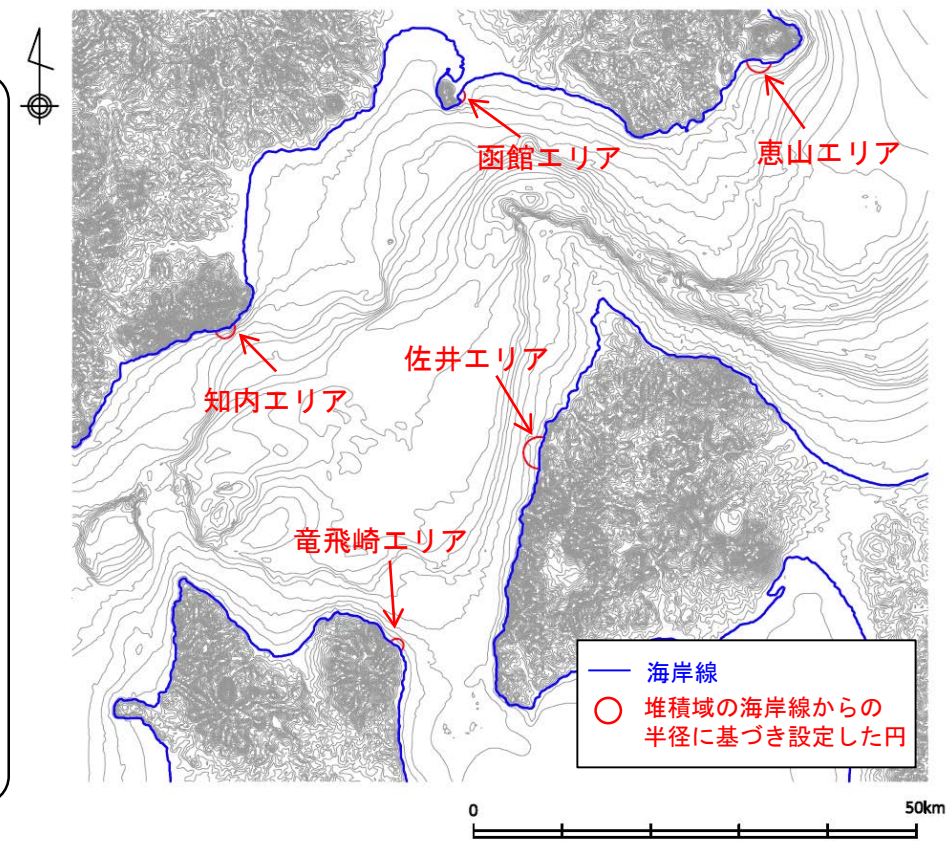 函館エリア
恵山エリア
佐井エリア
知内エリア
竜飛崎エリア
海岸線
堆積域の海岸線からの
半径に基づき設定した円
0
50km